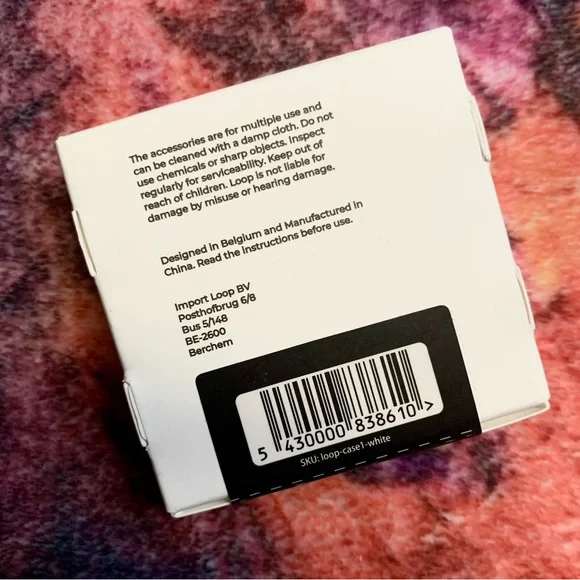 The accessories are for multiple use and
can be cleaned with a damp cloth. Do not
use chemicals or sharp objects. Inspect
regularly for serviceability. Keep out of
reach of children. Loop is not liable for
damage by misuse or hearing damage.
Designed in Belgium and Manufactured in
China. Read the instructions before use.
Import Loop BV
Posthofbrug 6/8
Bus 5/148
BE-2600
Berchem
5 430000 838610 >
SKU: loop-case1-white